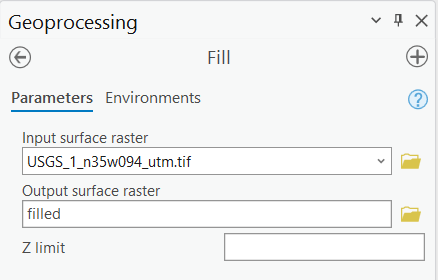 Geoprocessing
Fill
Parameters Environments
Input surface raster
USGS_1_n35w094_utm.tif
Output surface raster
filled
Z limit